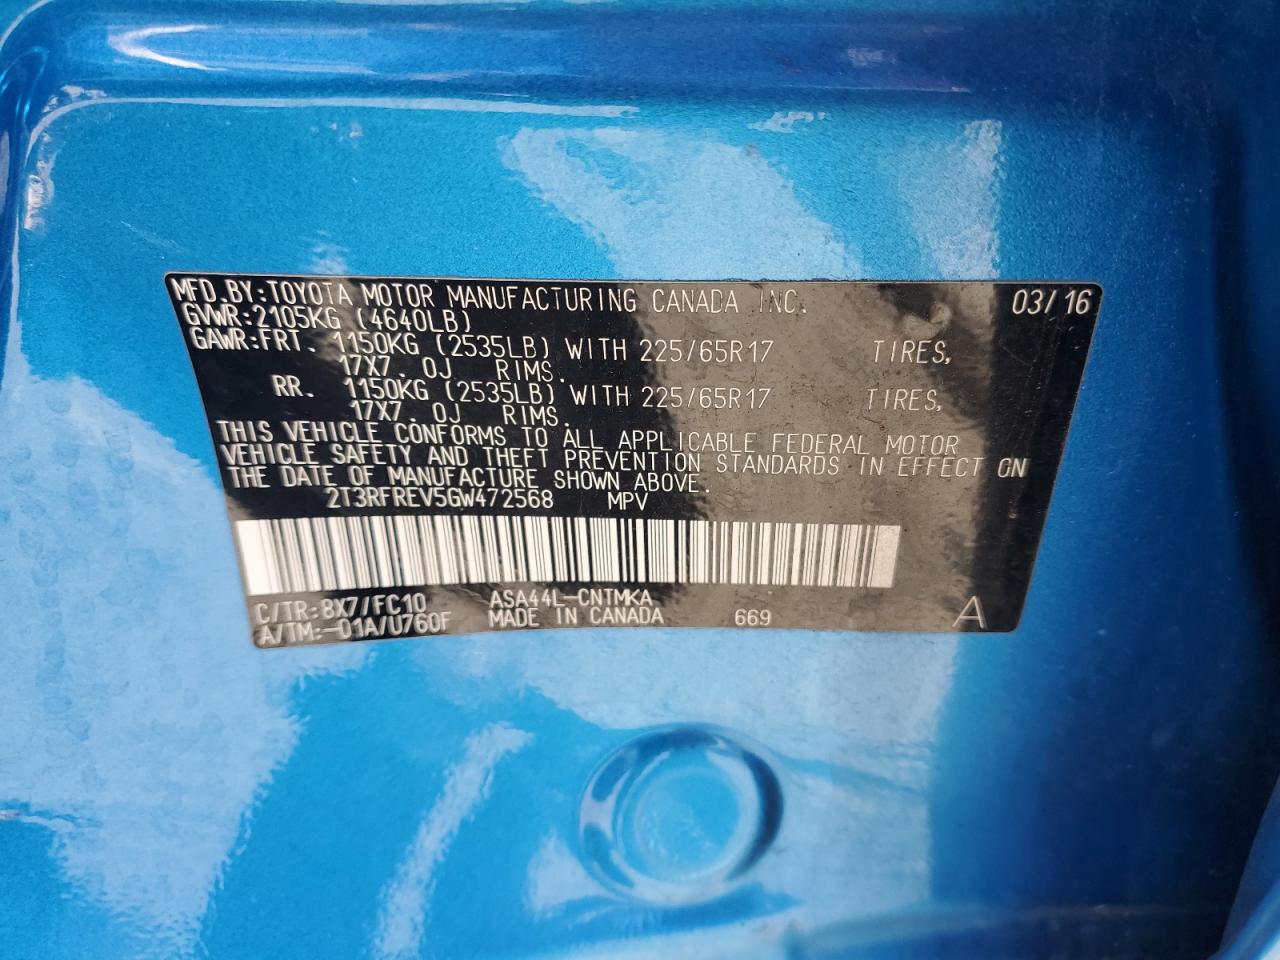 MFD.BY:TOYOTA MOTOR MANUFACTURING CANADA INC. 03/16
GVWR:2105KG (4640LB)
GAWR:FRT. 1150KG (2535LB) WITH 225/65R17 TIRES,
17X7.0J RIMS.
RR. 1150KG (2535LB) WITH 225/65R17 TIRES,
17X7.0J RIMS.
THIS VEHICLE CONFORMS TO ALL APPLICABLE FEDERAL MOTOR
VEHICLE SAFETY AND THEFT PREVENTION STANDARDS IN EFFECT ON
THE DATE OF MANUFACTURE SHOWN ABOVE.
2T3RFREV5GW472568 MPV
C/TR:8X7/FC10 ASA44L-CNTMKA
A/TM:-01A/U760F MADE IN CANADA 669 A